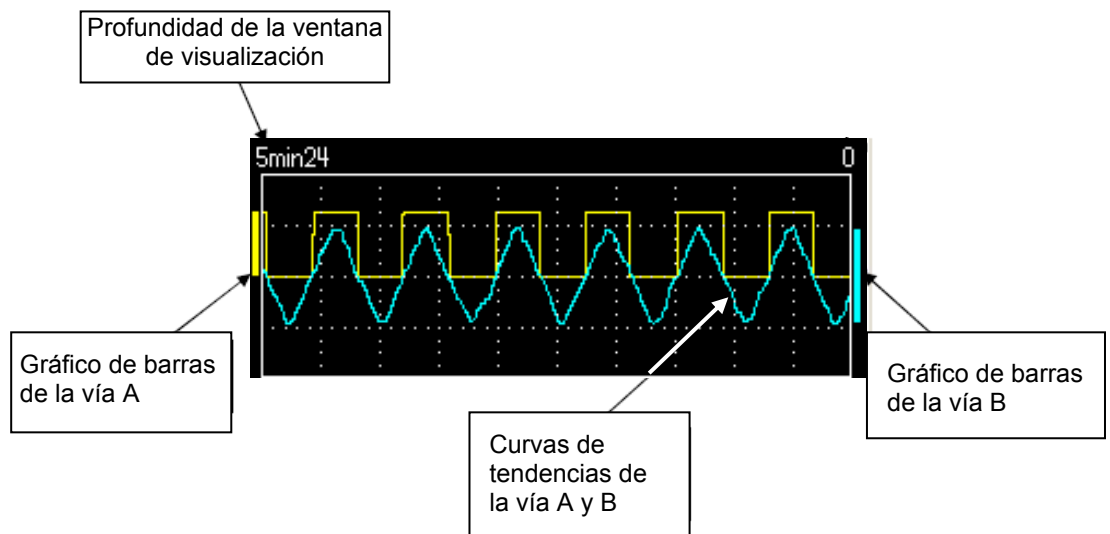 Profundidad de la ventana
de visualización
5min24
0
Gráfico de barras
de la vía A
Gráfico de barras
de la vía B
Curvas de
tendencias de
la vía A y B